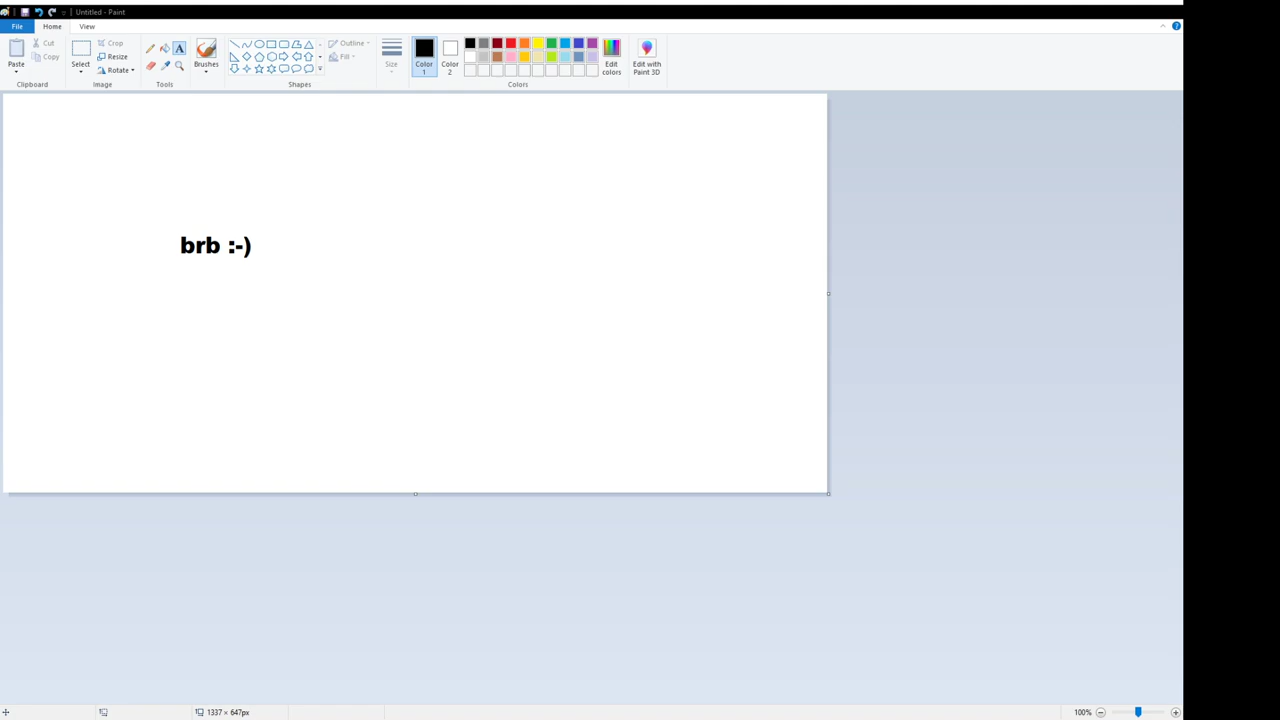 Untitled - Paint
File Home View
Paste Cut Copy Select Crop Resize Rotate A Brushes Outline Fill Size Color 1 Color 2 Edit colors Edit with Paint 3D
Clipboard Image Tools Shapes Colors
brb :-)
1337 × 647px 100%